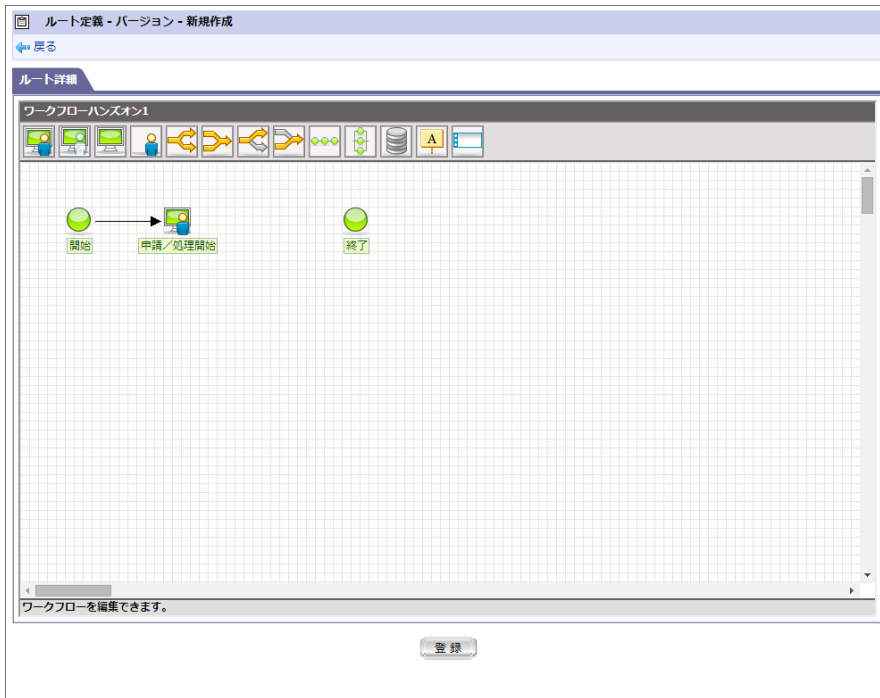 ルート定義 - バージョン - 新規作成
戻る
ルート詳細
ワークフローハンズオン1
A
開始
申請／処理開始
終了
ワークフローを編集できます。
登録